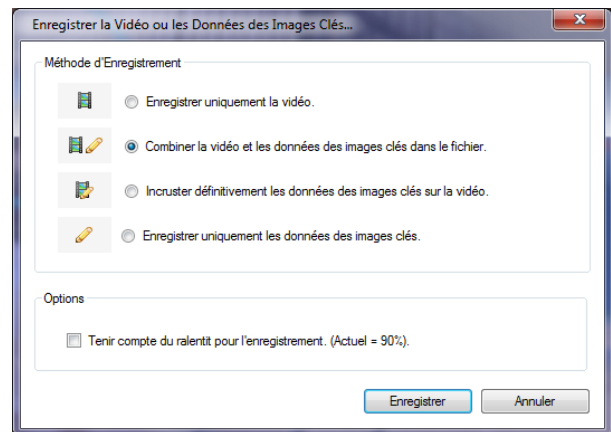 Enregistrer la Vidéo ou les Données des Images Clés...
Méthode d'Enregistrement
Enregistrer uniquement la vidéo.
Combiner la vidéo et les données des images clés dans le fichier.
Incruster définitivement les données des images clés sur la vidéo.
Enregistrer uniquement les données des images clés.
Options
Tenir compte du ralentit pour l'enregistrement. (Actuel = 90%).
Enregistrer
Annuler